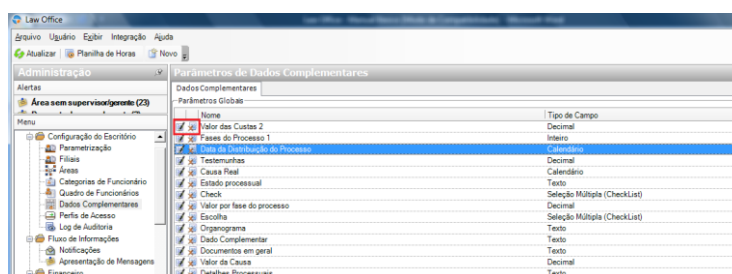 Law Office
Arquivo Usuário Exibir Integração Ajuda
Atualizar Planilha de Horas Novo
Administração
Parâmetros de Dados Complementares
Alertas
Área sem supervisor/gerente (23)
Menu
Configuração do Escritório
Parametrização
Filiais
Áreas
Categorias de Funcionário
Quadro de Funcionários
Dados Complementares
Perfis de Acesso
Log de Auditoria
Fluxo de Informações
Notificações
Apresentação de Mensagens
Financeiro
Dados Complementares
Parâmetros Globais
Nome Tipo de Campo
Valor das Custas 2 Decimal
Fases do Processo 1 Inteiro
Data da Distribuição do Processo Calendário
Testemunhas Decimal
Causa Real Calendário
Estado processual Texto
Check Seleção Múltipla (CheckList)
Valor por fase do processo Decimal
Escolha Seleção Múltipla (CheckList)
Organograma Texto
Dado Complementar Texto
Documentos em geral Texto
Valor da Causa Decimal
Detalhes Processuais Texto